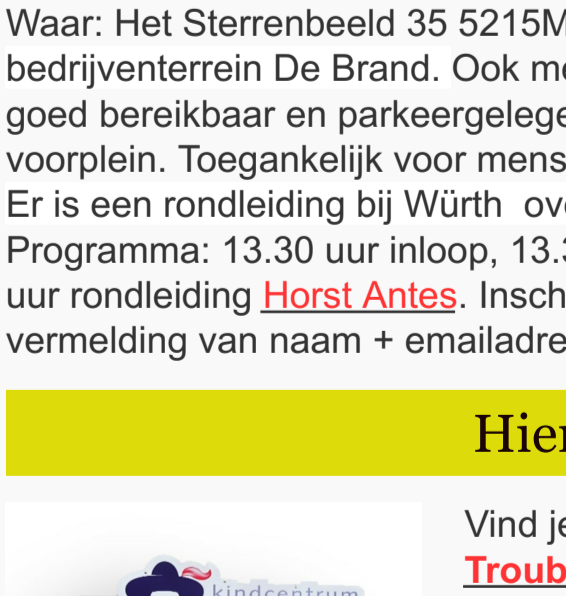 Waar: Het Sterrenbeeld 35 5215M
bedrijventerrein De Brand. Ook me
goed bereikbaar en parkeergelege
voorplein. Toegankelijk voor mens
Er is een rondleiding bij Würth ov
Programma: 13.30 uur inloop, 13.3
uur rondleiding Horst Antes. Insch
vermelding van naam + emailadre
Hier
Vind je
Troub
kindcentrum